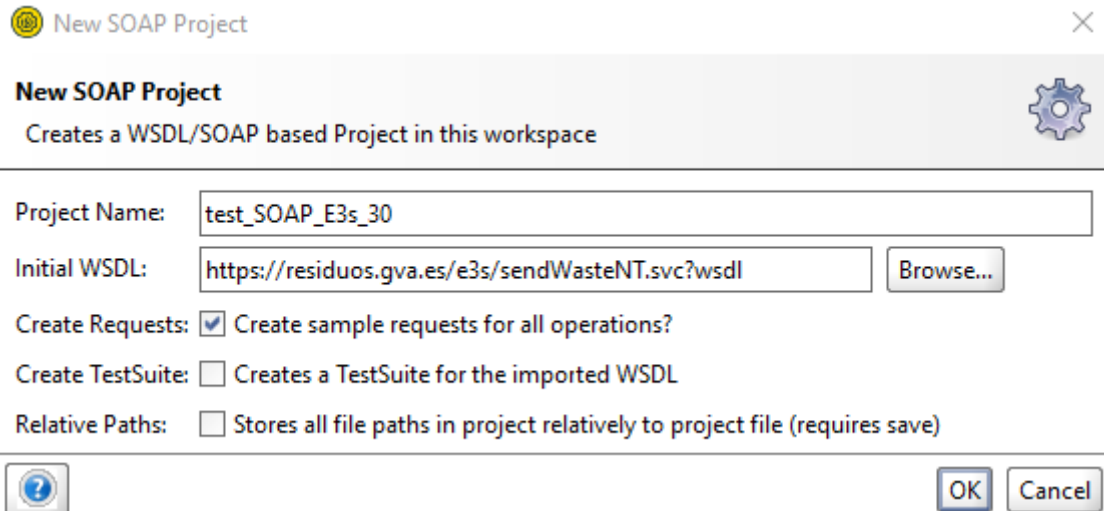 New SOAP Project
New SOAP Project
Creates a WSDL/SOAP based Project in this workspace
Project Name: test_SOAP_E3s_30
Initial WSDL: https://residuos.gva.es/e3s/sendWasteNT.svc?wsdl Browse...
Create Requests: Create sample requests for all operations?
Create TestSuite: Creates a TestSuite for the imported WSDL
Relative Paths: Stores all file paths in project relatively to project file (requires save)
? OK Cancel